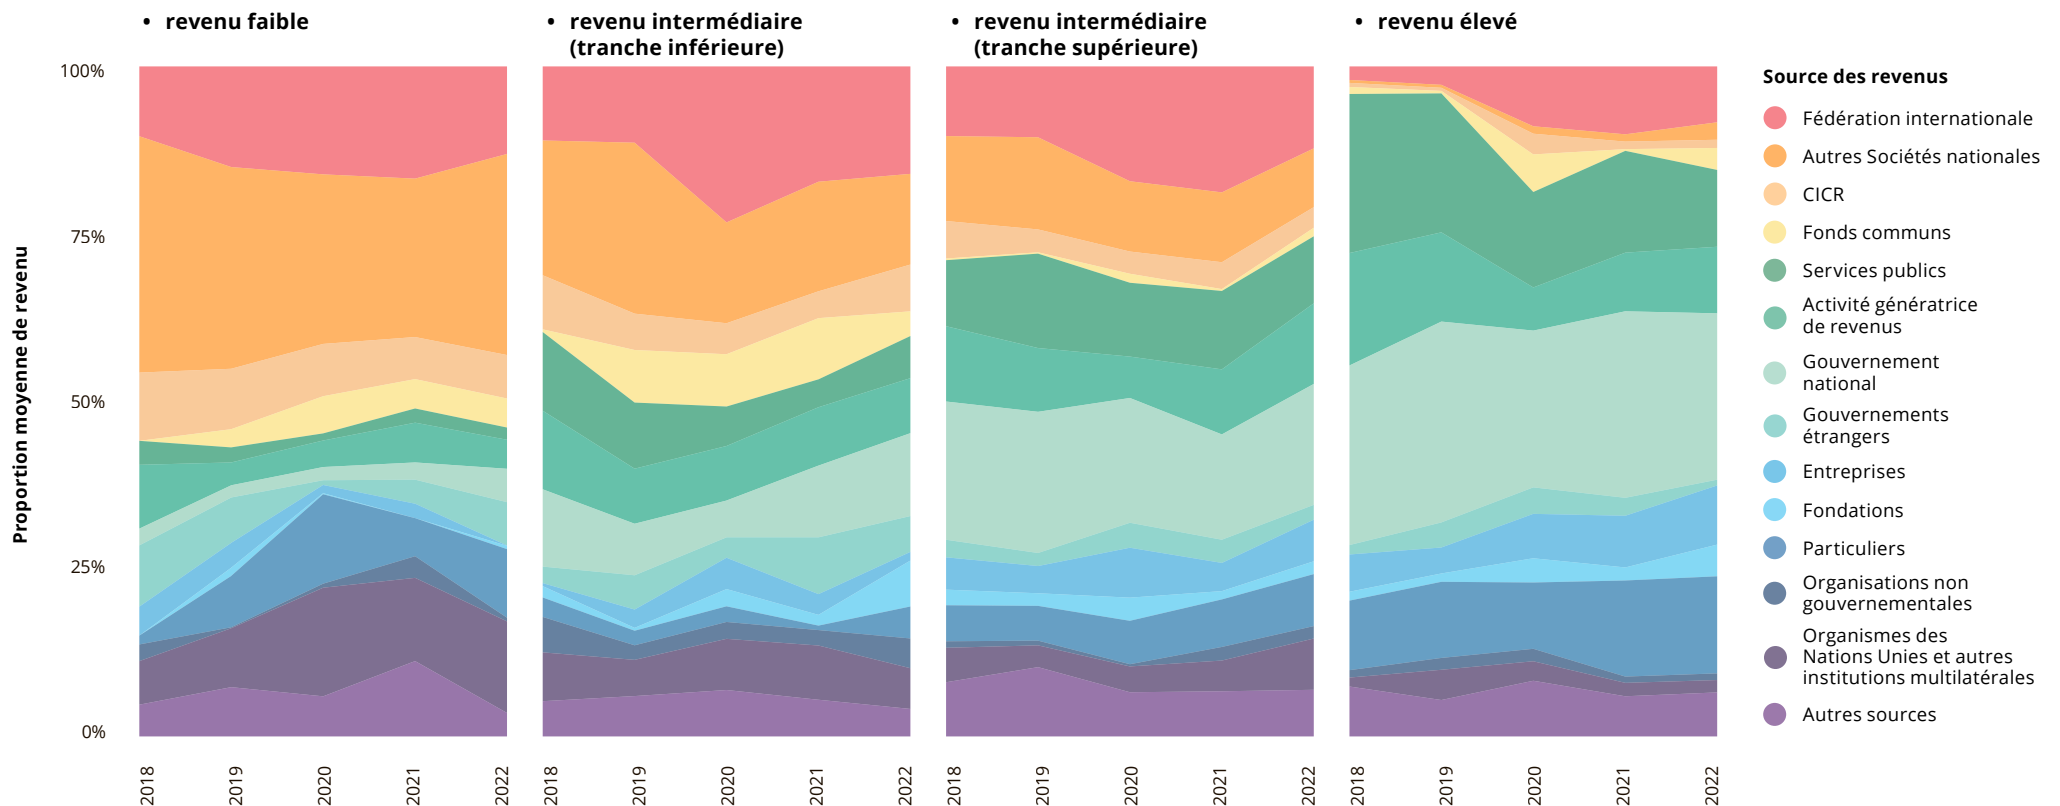 • revenu faible
• revenu intermédiaire
(tranche inférieure)
• revenu intermédiaire
(tranche supérieure)
• revenu élevé
Proportion moyenne de revenu
100%
75%
50%
25%
0%
2018
2019
2020
2021
2022
2018
2019
2020
2021
2022
2018
2019
2020
2021
2022
2018
2019
2020
2021
2022
Source des revenus
Fédération internationale
Autres Sociétés nationales
CICR
Fonds communs
Services publics
Activité génératrice
de revenus
Gouvernement
national
Gouvernements
étrangers
Entreprises
Fondations
Particuliers
Organisations non
gouvernementales
Organismes des
Nations Unies et autres
institutions multilatérales
Autres sources